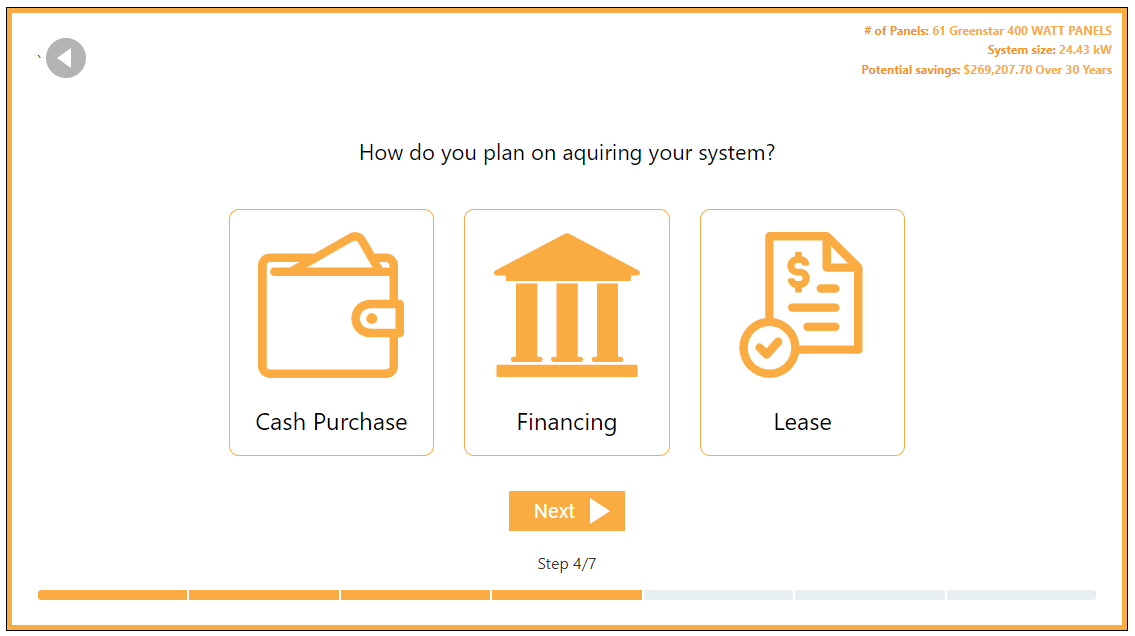 # of Panels: 61 Greenstar 400 WATT PANELS
System size: 24.43 kW
Potential savings: $269,207.70 Over 30 Years
`
How do you plan on aquiring your system?
$
Cash Purchase
Financing
Lease
Next
Step 4/7